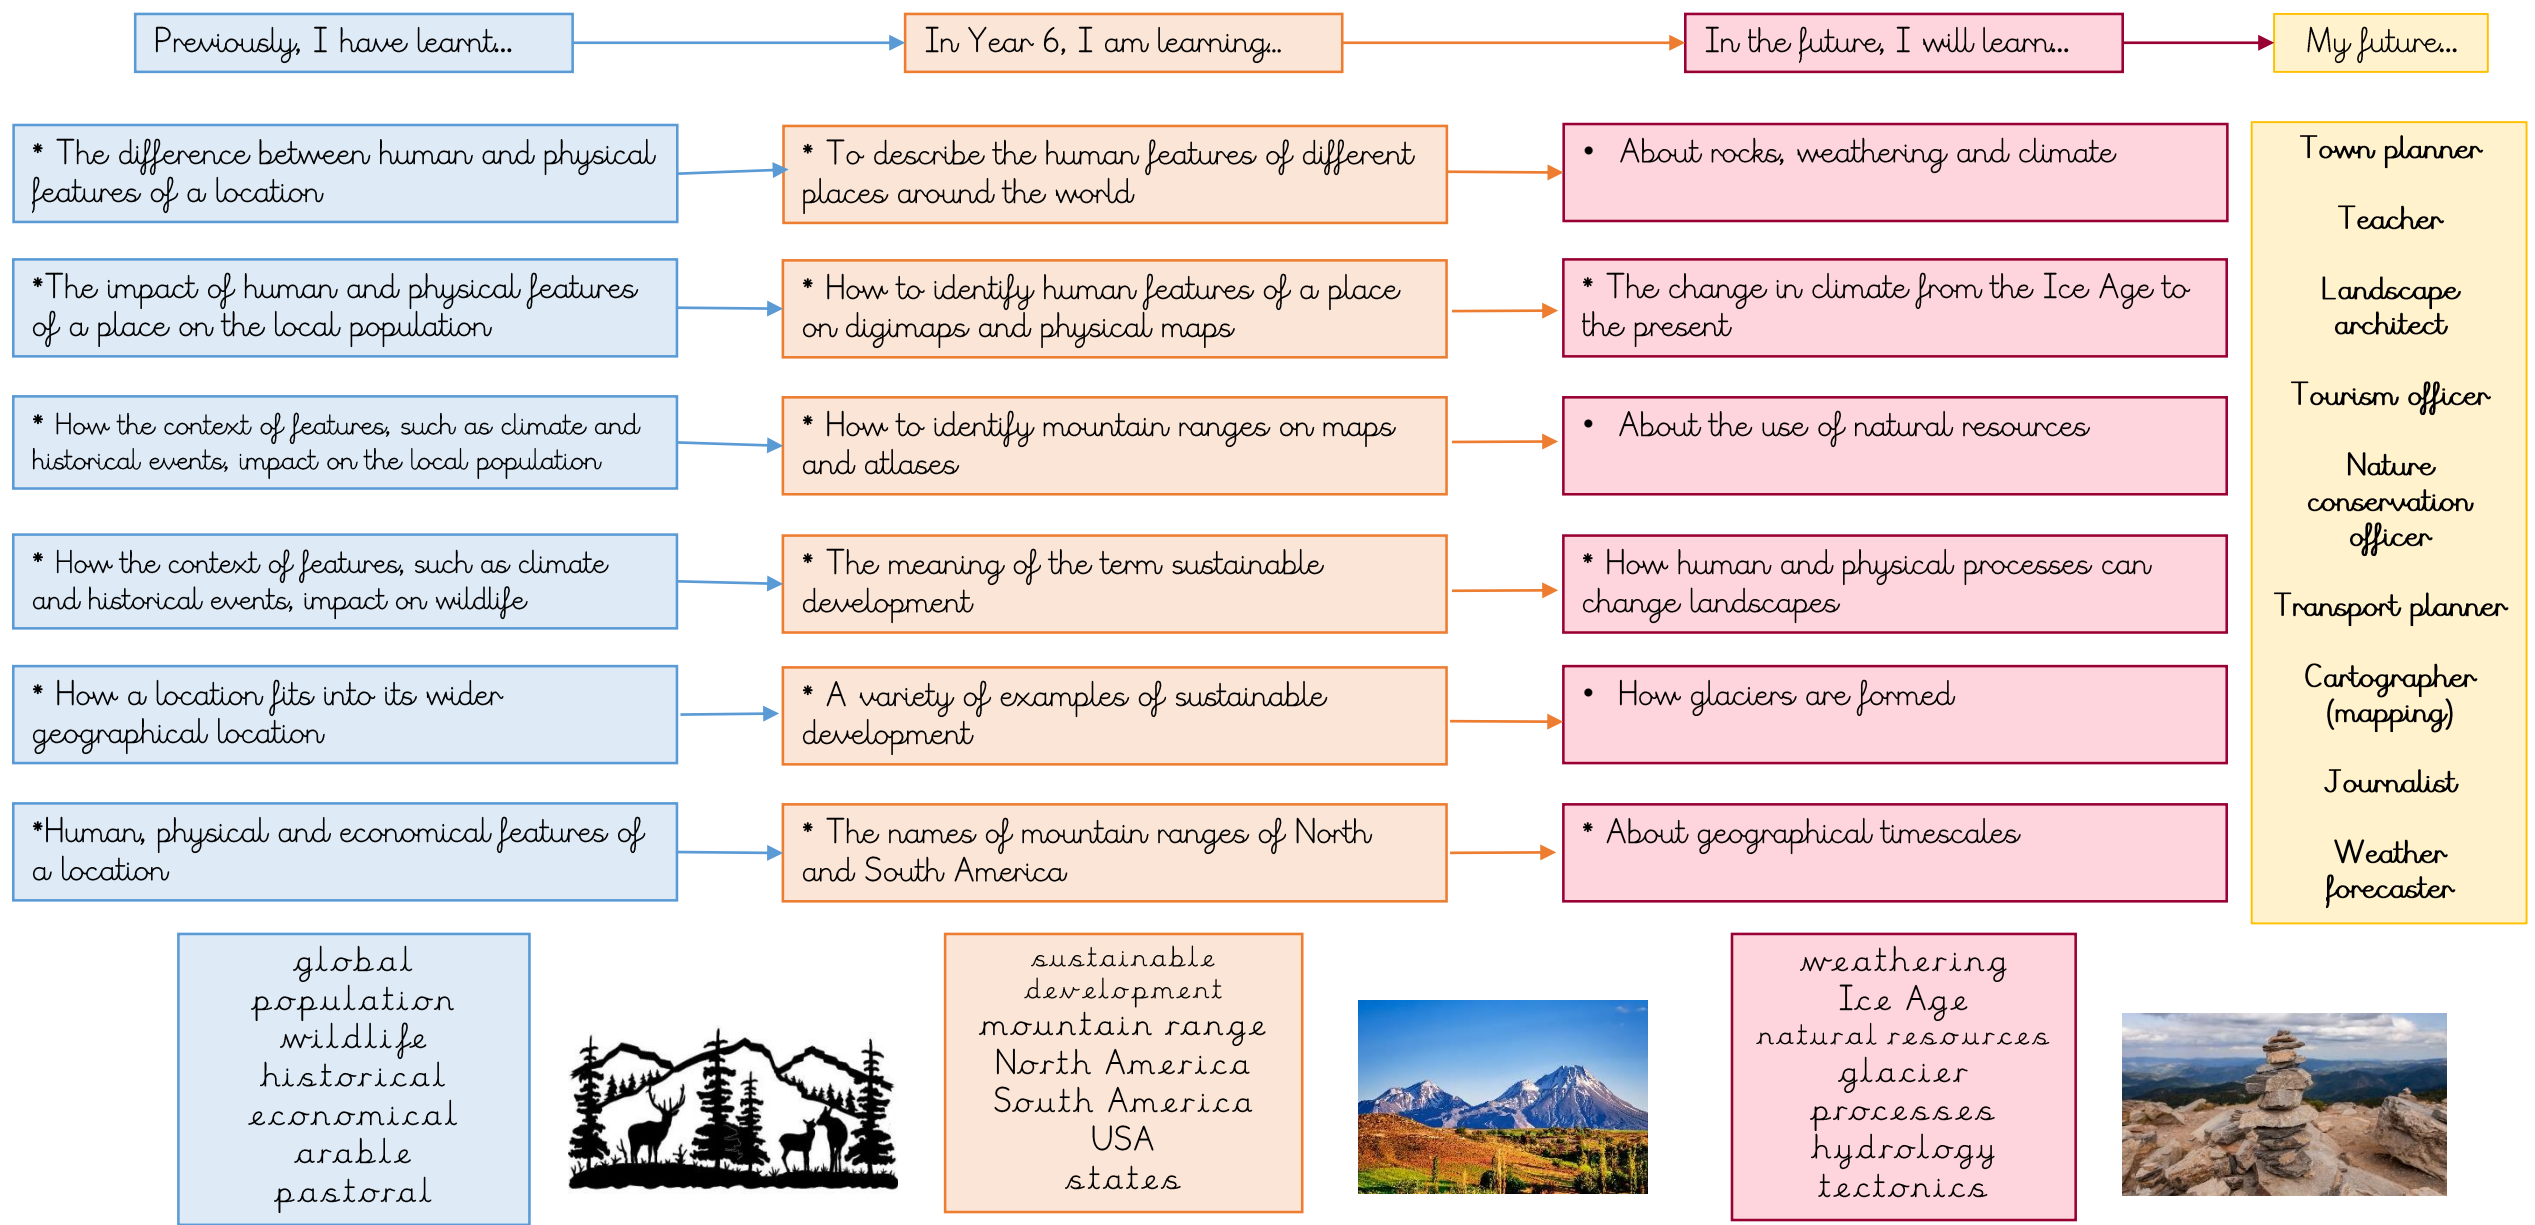 Previously, I have learnt...
In Year 6, I am learning...
In the future, I will learn...
My future...
* The difference between human and physical
features of a location
* To describe the human features of different
places around the world
• About rocks, weathering and climate
*The impact of human and physical features
of a place on the local population
* How to identify human features of a place
on digimaps and physical maps
* The change in climate from the Ice Age to
the present
* How the context of features, such as climate and
historical events, impact on the local population
* How to identify mountain ranges on maps
and atlases
• About the use of natural resources
* How the context of features, such as climate
and historical events, impact on wildlife
* The meaning of the term sustainable
development
* How human and physical processes can
change landscapes
* How a location fits into its wider
geographical location
* A variety of examples of sustainable
development
• How glaciers are formed
*Human, physical and economical features of
a location
* The names of mountain ranges of North
and South America
* About geographical timescales
Town planner
Teacher
Landscape
architect
Tourism officer
Nature
conservation
officer
Transport planner
Cartographer
(mapping)
Journalist
Weather
forecaster
global
population
wildlife
historical
economical
arable
pastoral
sustainable
development
mountain range
North America
South America
USA
states
weathering
Ice Age
natural resources
glacier
processes
hydrology
tectonics